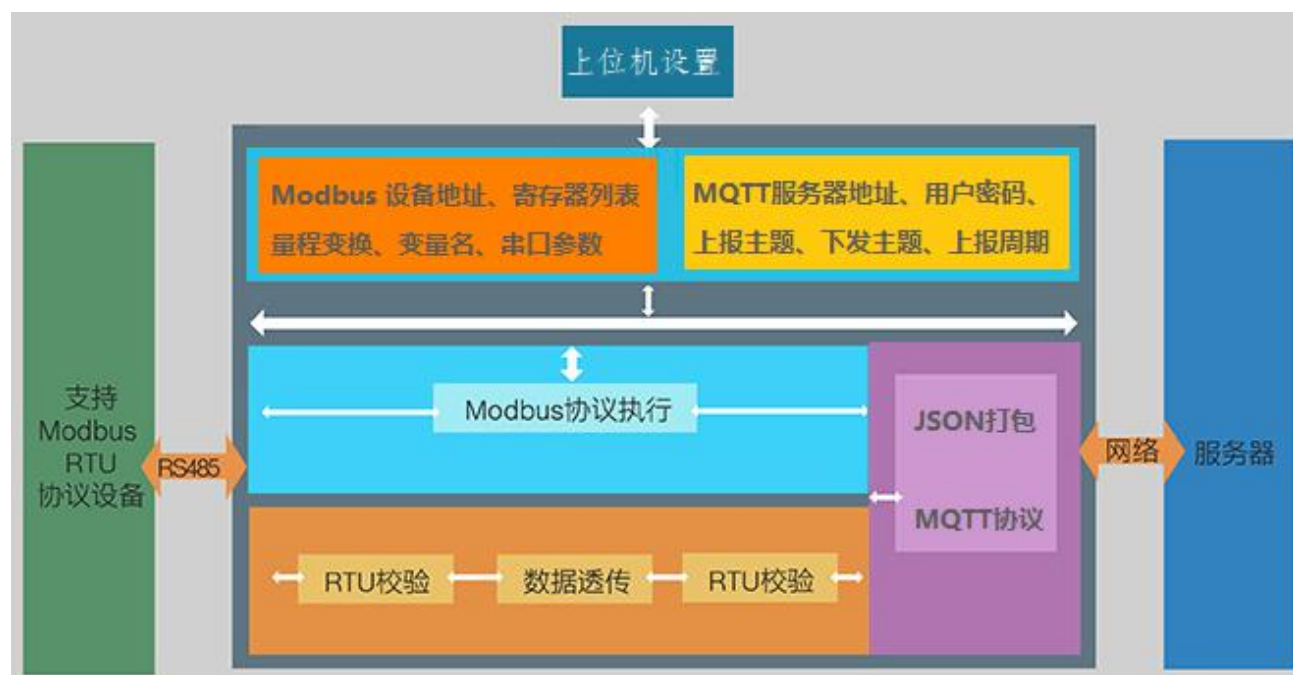 上位机设置
Modbus 设备地址、寄存器列表
量程变换、变量名、串口参数
MQTT服务器地址、用户密码、
上报主题、下发主题、上报周期
支持
Modbus
RTU
协议设备
RS485
Modbus协议执行
JSON打包
MQTT协议
网络
服务器
RTU校验
数据透传
RTU校验